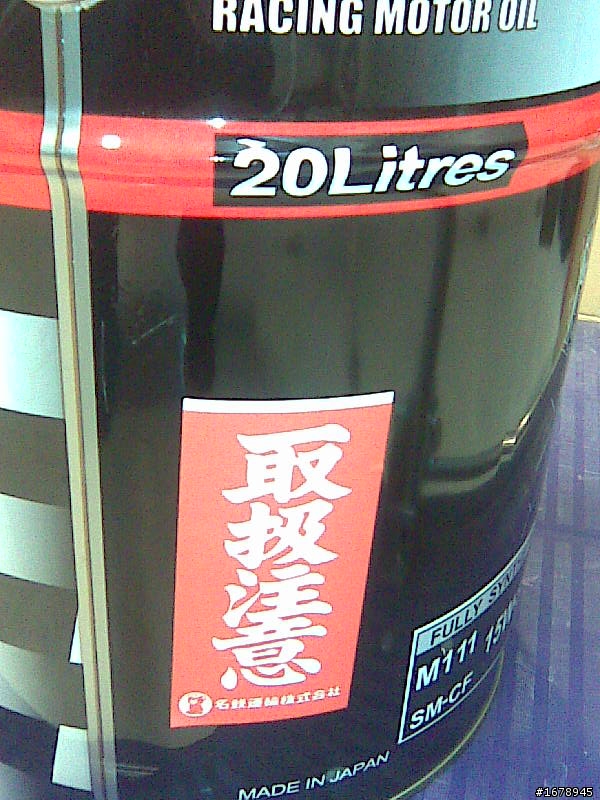 RACING MOTOR OIL
20Litres
取扱注意
名鉄運輸株式会社
FULLY
M111 15W
SM-CF
MADE IN JAPAN
#1678945